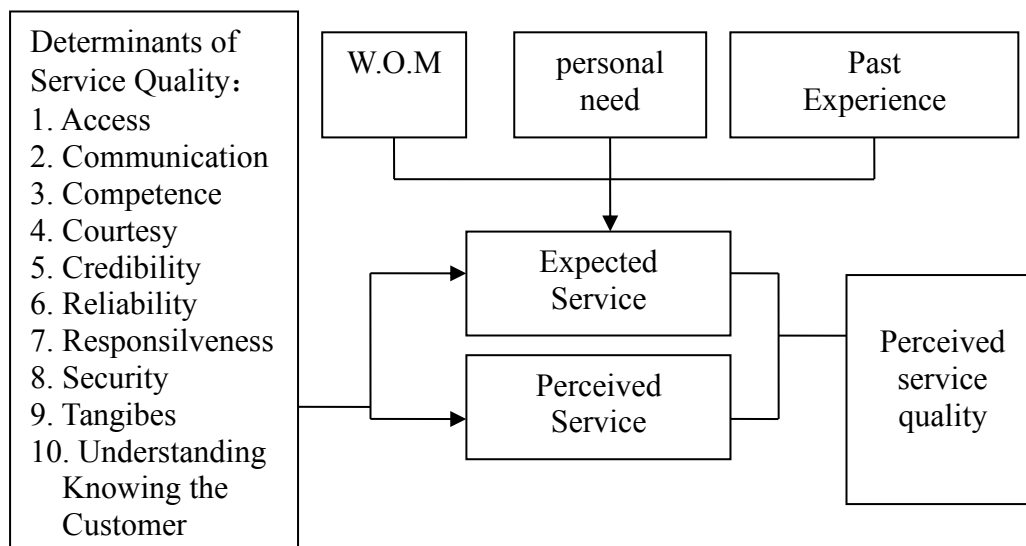 Determinants of
Service Quality：
1. Access
2. Communication
3. Competence
4. Courtesy
5. Credibility
6. Reliability
7. Responsilveness
8. Security
9. Tangibes
10. Understanding
Knowing the
Customer
W.O.M
personal
need
Past
Experience
Expected
Service
Perceived
Service
Perceived
service
quality